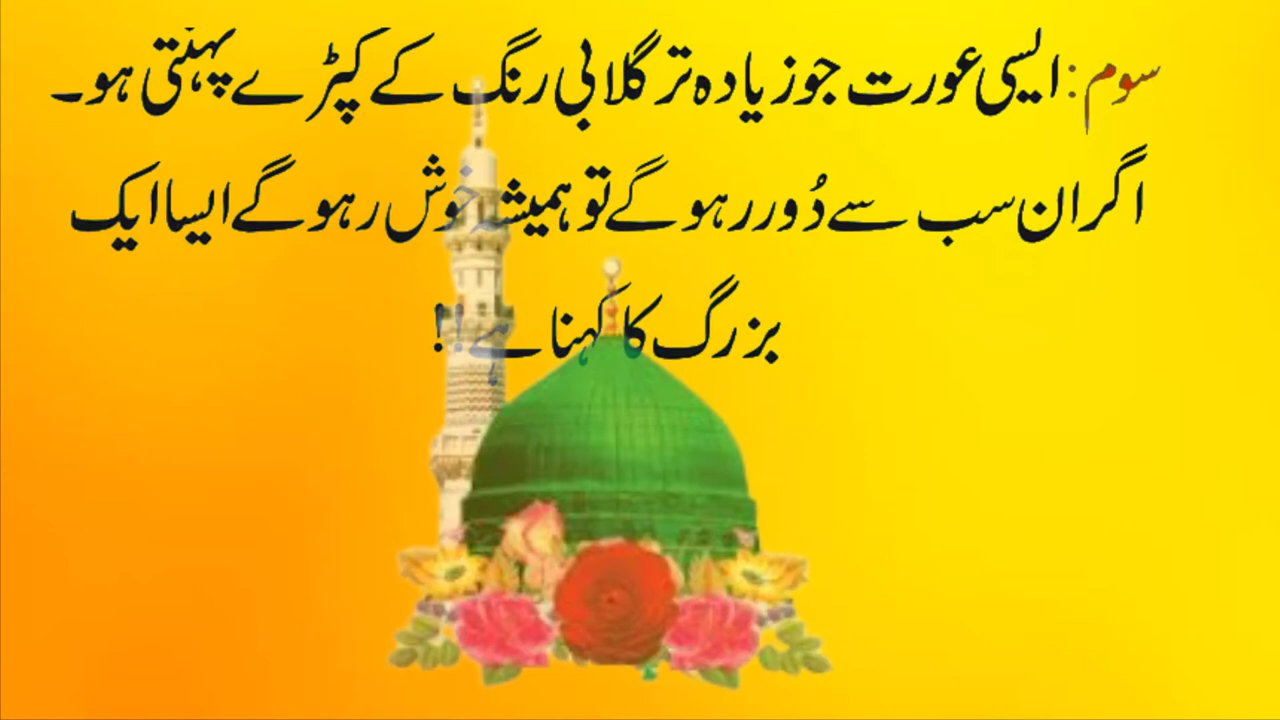 سوم: ایسی عورت جو زیادہ تر گلابی رنگ کے کپڑے پہنتی ہو۔
اگر ان سب سے دُور رہو گے تو ہمیشہ خوش رہو گے ایسا ایک
بزرگ کا کہنا ہے!!